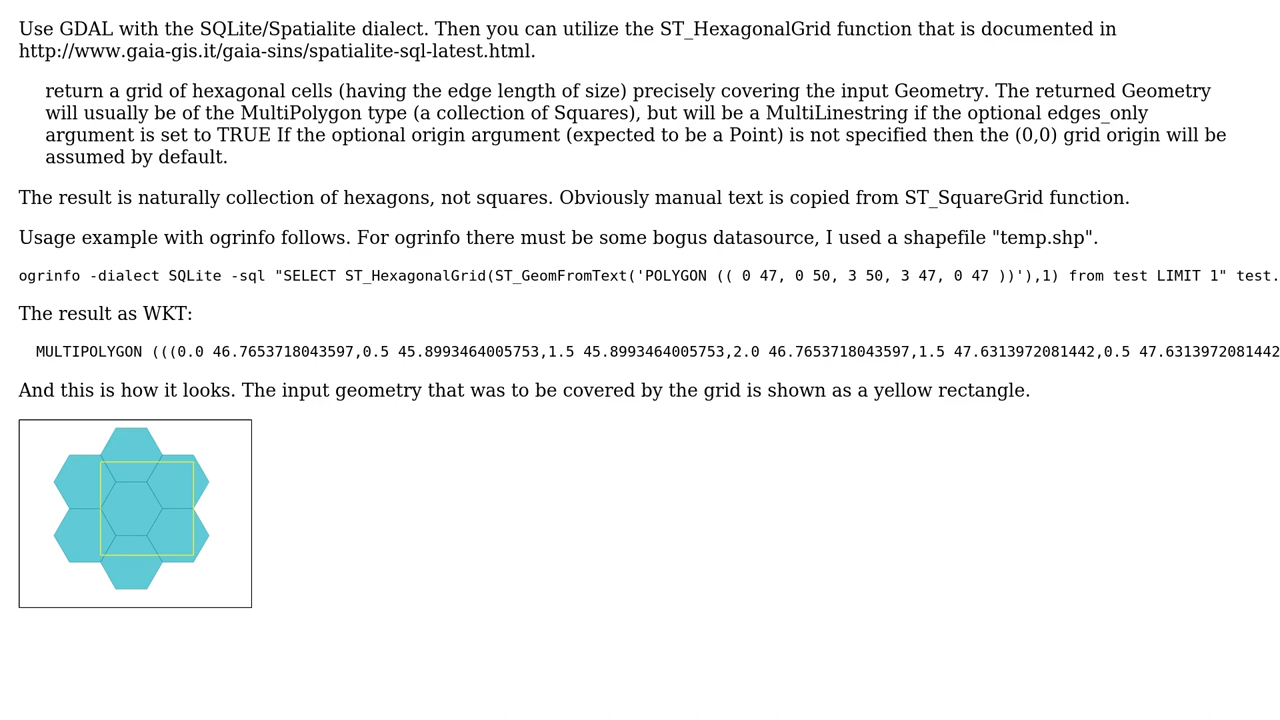 Use GDAL with the SQLite/Spatialite dialect. Then you can utilize the ST_HexagonalGrid function that is documented in
http://www.gaia-gis.it/gaia-sins/spatialite-sql-latest.html.
return a grid of hexagonal cells (having the edge length of size) precisely covering the input Geometry. The returned Geometry
will usually be of the MultiPolygon type (a collection of Squares), but will be a MultiLinestring if the optional edges_only
argument is set to TRUE If the optional origin argument (expected to be a Point) is not specified then the (0,0) grid origin will be
assumed by default.
The result is naturally collection of hexagons, not squares. Obviously manual text is copied from ST_SquareGrid function.
Usage example with ogrinfo follows. For ogrinfo there must be some bogus datasource, I used a shapefile "temp.shp".
ogrinfo -dialect SQLite -sql "SELECT ST_HexagonalGrid(ST_GeomFromText('POLYGON (( 0 47, 0 50, 3 50, 3 47, 0 47 ))'),1) from test LIMIT 1" test.
The result as WKT:
MULTIPOLYGON (((0.0 46.7653718043597,0.5 45.8993464005753,1.5 45.8993464005753,2.0 46.7653718043597,1.5 47.6313972081442,0.5 47.6313972081442
And this is how it looks. The input geometry that was to be covered by the grid is shown as a yellow rectangle.